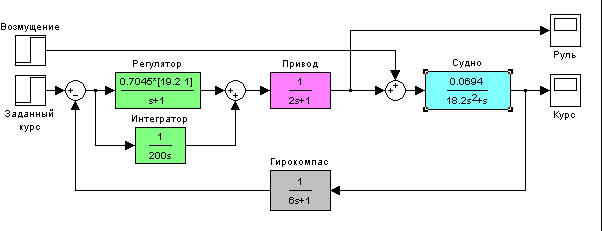 Возмущение
Заданный
курс
+
−
Регулятор
0.7045*[19.2 1]
s+1
Интегратор
1
200s
+
+
Привод
1
2s+1
+
+
Судно
0.0694
18.2s²+s
Руль
Курс
Гирокомпас
1
6s+1